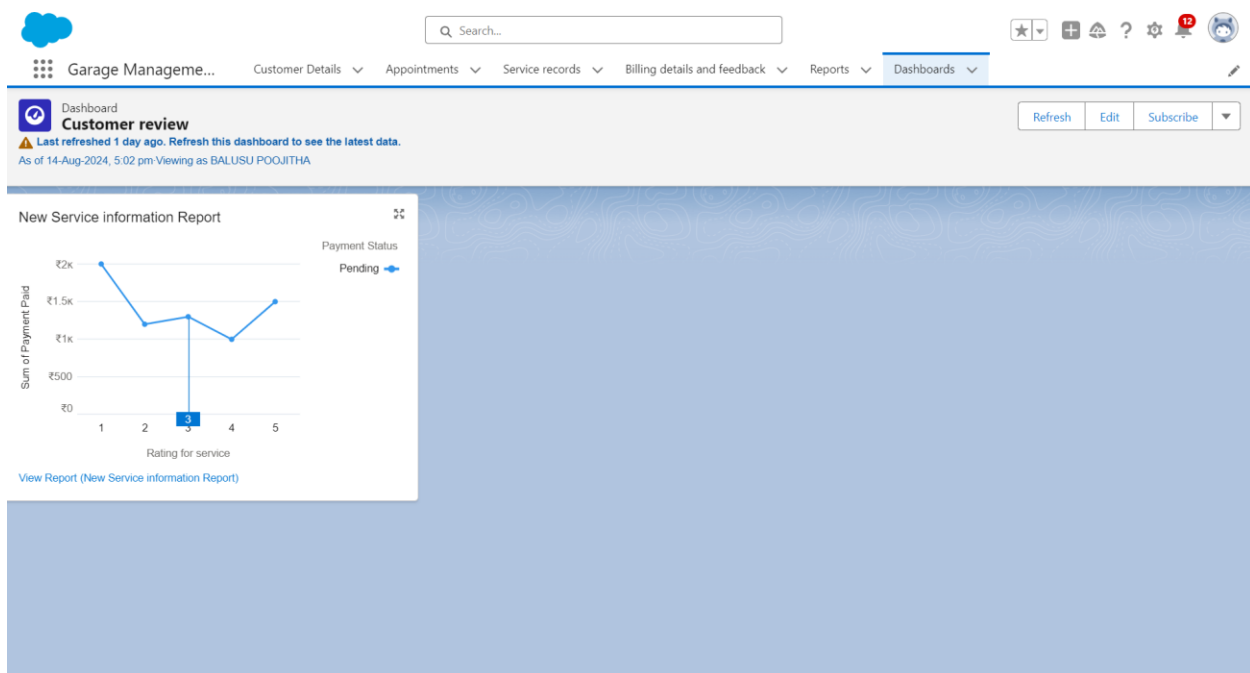 Search...
12
Garage Manageme...
Customer Details
Appointments
Service records
Billing details and feedback
Reports
Dashboards
Dashboard
Customer review
Last refreshed 1 day ago. Refresh this dashboard to see the latest data.
As of 14-Aug-2024, 5:02 pm·Viewing as BALUSU POOJITHA
Refresh
Edit
Subscribe
New Service information Report
Payment Status
Pending
Sum of Payment Paid
₹2K
₹1.5K
₹1K
₹500
₹0
3
1 2 3 4 5
Rating for service
View Report (New Service information Report)